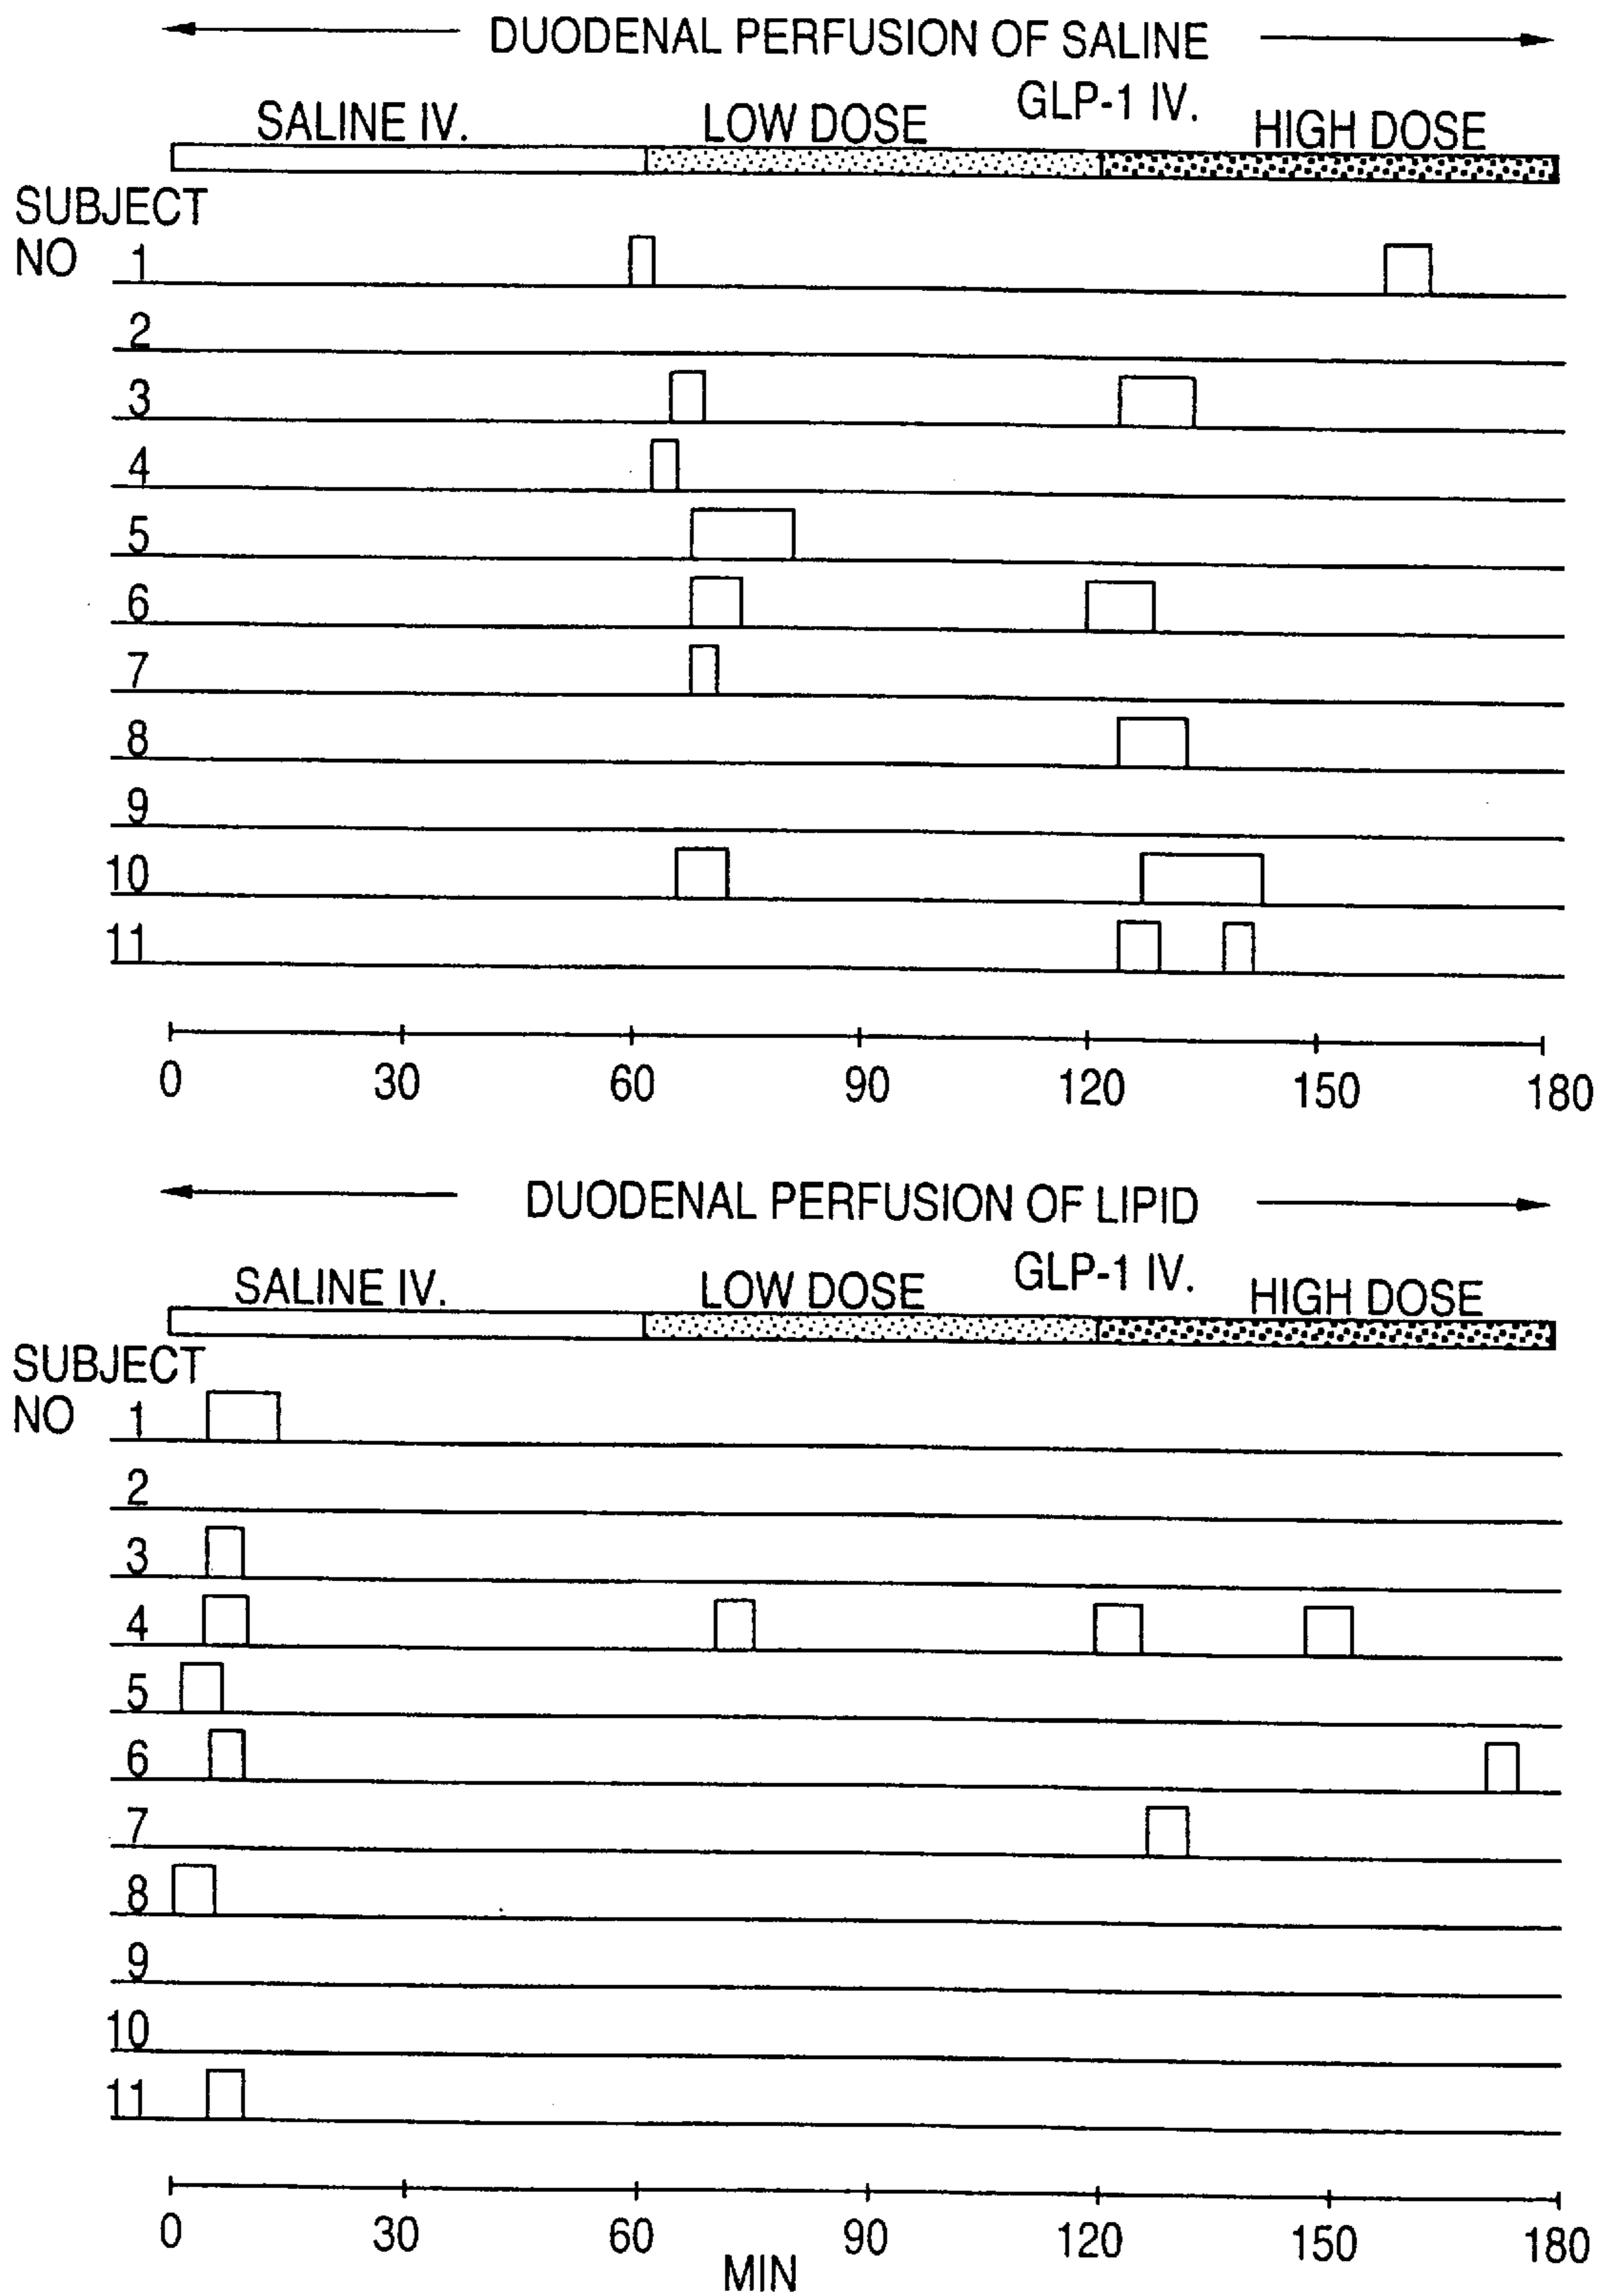 DUODENAL PERFUSION OF SALINE
GLP-1 IV.
SALINE IV. LOW DOSE HIGH DOSE
SUBJECT
NO 1
2
3
4
5
6
7
8
9
10
11
0 30 60 90 120 150 180
DUODENAL PERFUSION OF LIPID
GLP-1 IV.
SALINE IV. LOW DOSE HIGH DOSE
SUBJECT
NO 1
2
3
4
5
6
7
8
9
10
11
0 30 60 90 120 150 180
MIN